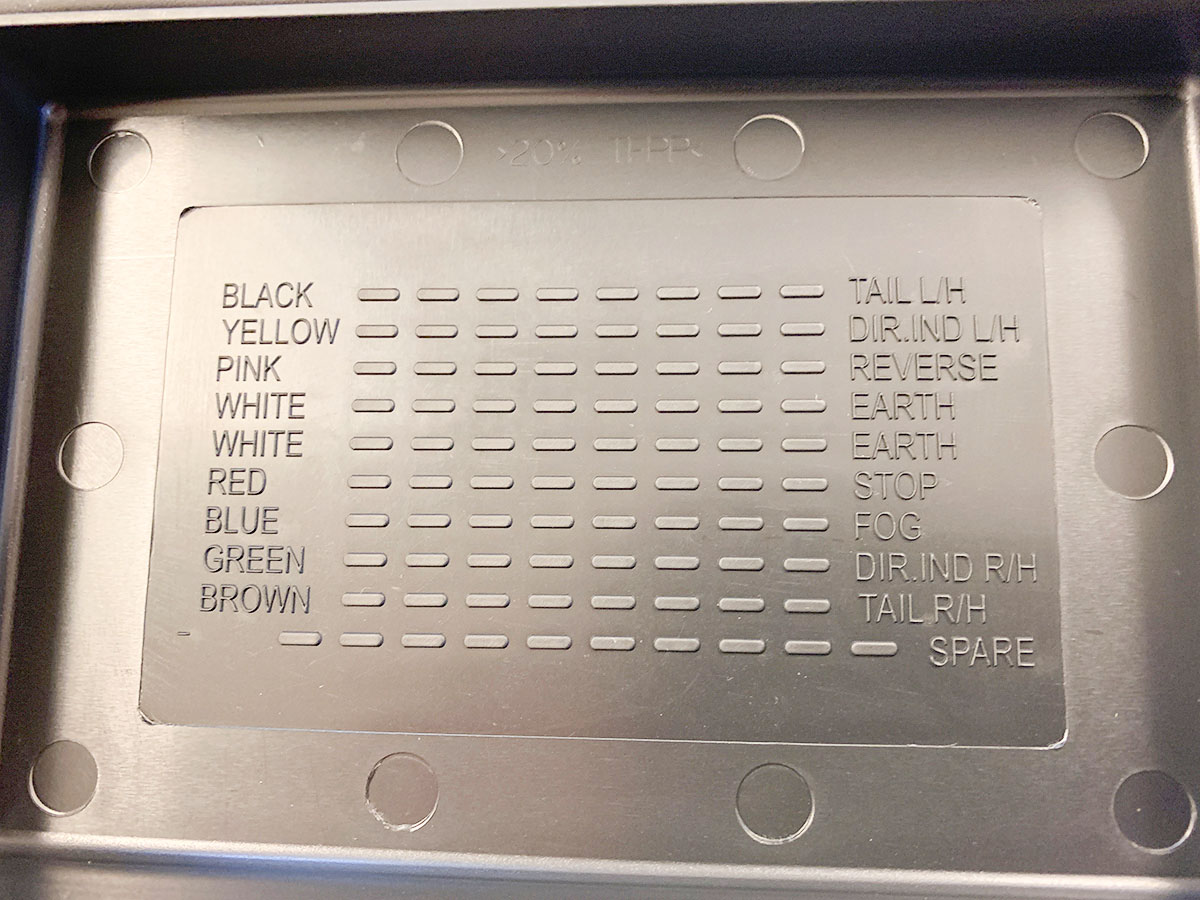 >20% TFPP<
BLACK TAIL L/H
YELLOW DIR.IND L/H
PINK REVERSE
WHITE EARTH
WHITE EARTH
RED STOP
BLUE FOG
GREEN DIR.IND R/H
BROWN TAIL R/H
- SPARE